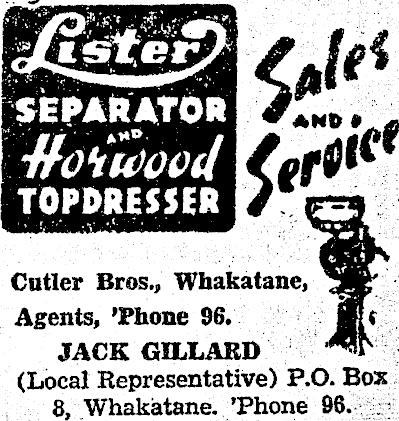 Lister
SEPARATOR
AND
Horwood
TOPDRESSER
Sales
AND
Service
Cutler Bros., Whakatane,
Agents, 'Phone 96.
JACK GILLARD
(Local Representative) P.O. Box
8, Whakatane. 'Phone 96.